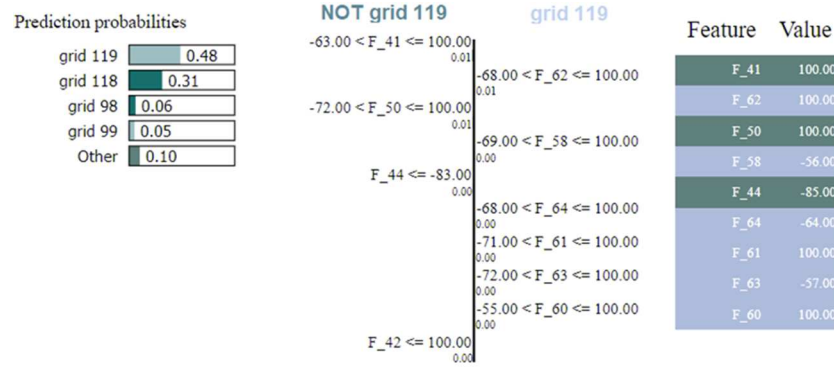 Prediction probabilities
grid 119 0.48
grid 118 0.31
grid 98 0.06
grid 99 0.05
Other 0.10
NOT grid 119 grid 119
-63.00 < F_41 <= 100.00
0.01
-68.00 < F_62 <= 100.00
0.01
-72.00 < F_50 <= 100.00
0.01
-69.00 < F_58 <= 100.00
0.00
F_44 <= -83.00
0.00
-68.00 < F_64 <= 100.00
0.00
-71.00 < F_61 <= 100.00
0.00
-72.00 < F_63 <= 100.00
0.00
-55.00 < F_60 <= 100.00
0.00
F_42 <= 100.00
0.00
Feature Value
F_41 100.00
F_62 100.00
F_50 100.00
F_58 -56.00
F_44 -85.00
F_64 -64.00
F_61 100.00
F_63 -57.00
F_60 100.00